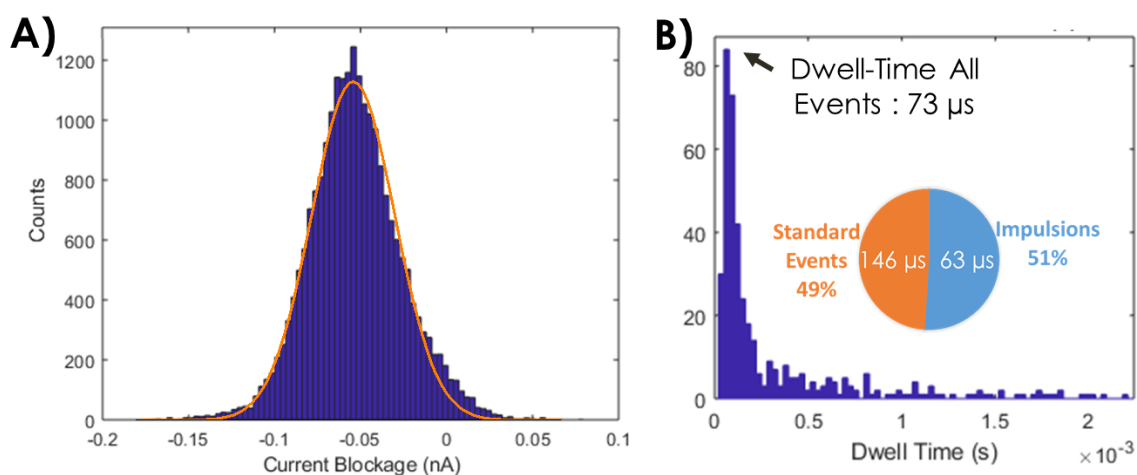 A)
1200
1000
800
600
400
200
0
Counts
-0.2
-0.15
-0.1
-0.05
0
0.05
0.1
Current Blockage (nA)
B)
Dwell-Time All
Events : 73 µs
80
60
40
20
0
Standard
Events
49%
146 µs
63 µs
Impulsions
51%
0
0.5
1
1.5
2
Dwell Time (s)
× 10⁻³